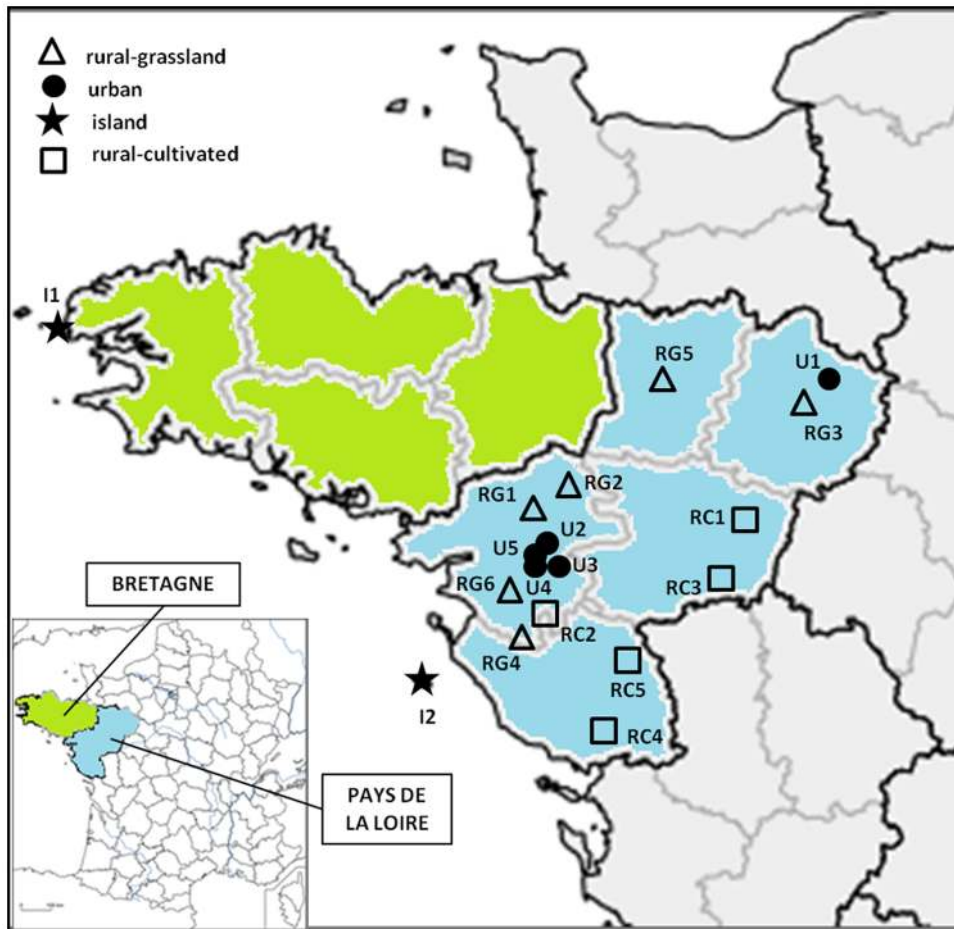 rural-grassland
urban
island
rural-cultivated
I1
RG5
U1
RG3
RG1
RG2
U2
RC1
U5
U3
RG6
U4
RC3
BRETAGNE
RC2
RG4
RC5
I2
RC4
PAYS DE
LA LOIRE